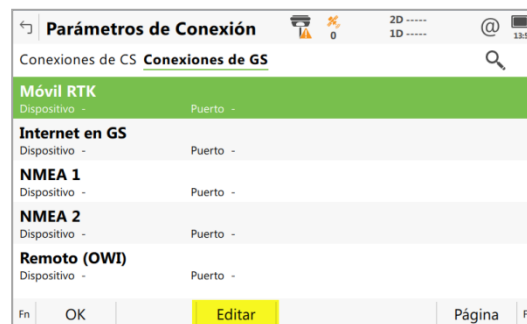 Parámetros de Conexión
0
2D -----
1D -----
@
Conexiones de CS Conexiones de GS
Móvil RTK
Dispositivo - Puerto -
Internet en GS
Dispositivo - Puerto -
NMEA 1
Dispositivo - Puerto -
NMEA 2
Dispositivo - Puerto -
Remoto (OWI)
Dispositivo - Puerto -
Fn OK Editar Página